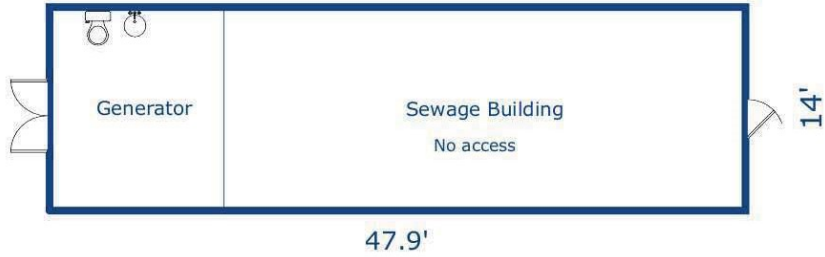 Generator
Sewage Building
No access
14'
47.9'